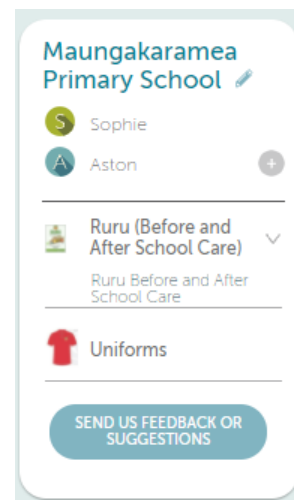 Maungakaramea
Primary School
S Sophie
A Aston
Ruru (Before and
After School Care)
Ruru Before and After
School Care
Uniforms
SEND US FEEDBACK OR
SUGGESTIONS